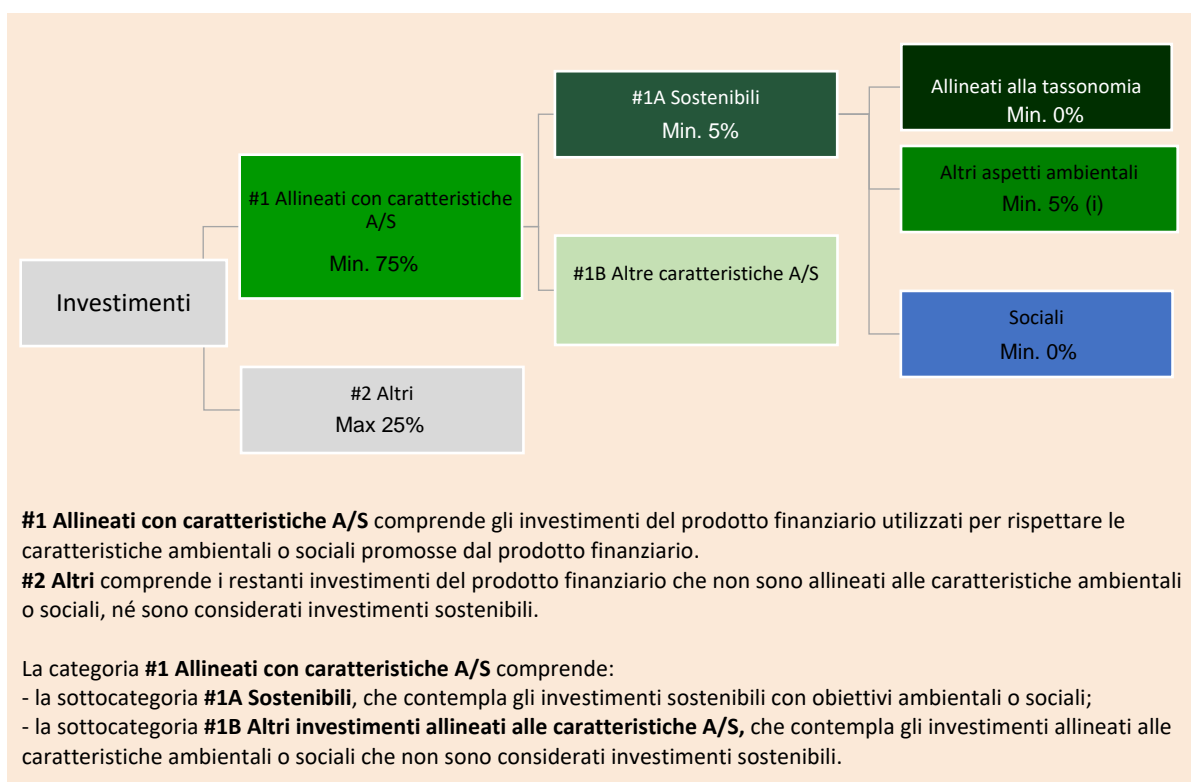 #1A Sostenibili
Min. 5%
Allineati alla tassonomia
Min. 0%
#1 Allineati con caratteristiche
A/S
Min. 75%
Altri aspetti ambientali
Min. 5% (i)
#1B Altre caratteristiche A/S
Investimenti
Sociali
Min. 0%
#2 Altri
Max 25%
#1 Allineati con caratteristiche A/S comprende gli investimenti del prodotto finanziario utilizzati per rispettare le
caratteristiche ambientali o sociali promosse dal prodotto finanziario.
#2 Altri comprende i restanti investimenti del prodotto finanziario che non sono allineati alle caratteristiche ambientali
o sociali, né sono considerati investimenti sostenibili.
La categoria #1 Allineati con caratteristiche A/S comprende:
- la sottocategoria #1A Sostenibili, che contempla gli investimenti sostenibili con obiettivi ambientali o sociali;
- la sottocategoria #1B Altri investimenti allineati alle caratteristiche A/S, che contempla gli investimenti allineati alle
caratteristiche ambientali o sociali che non sono considerati investimenti sostenibili.